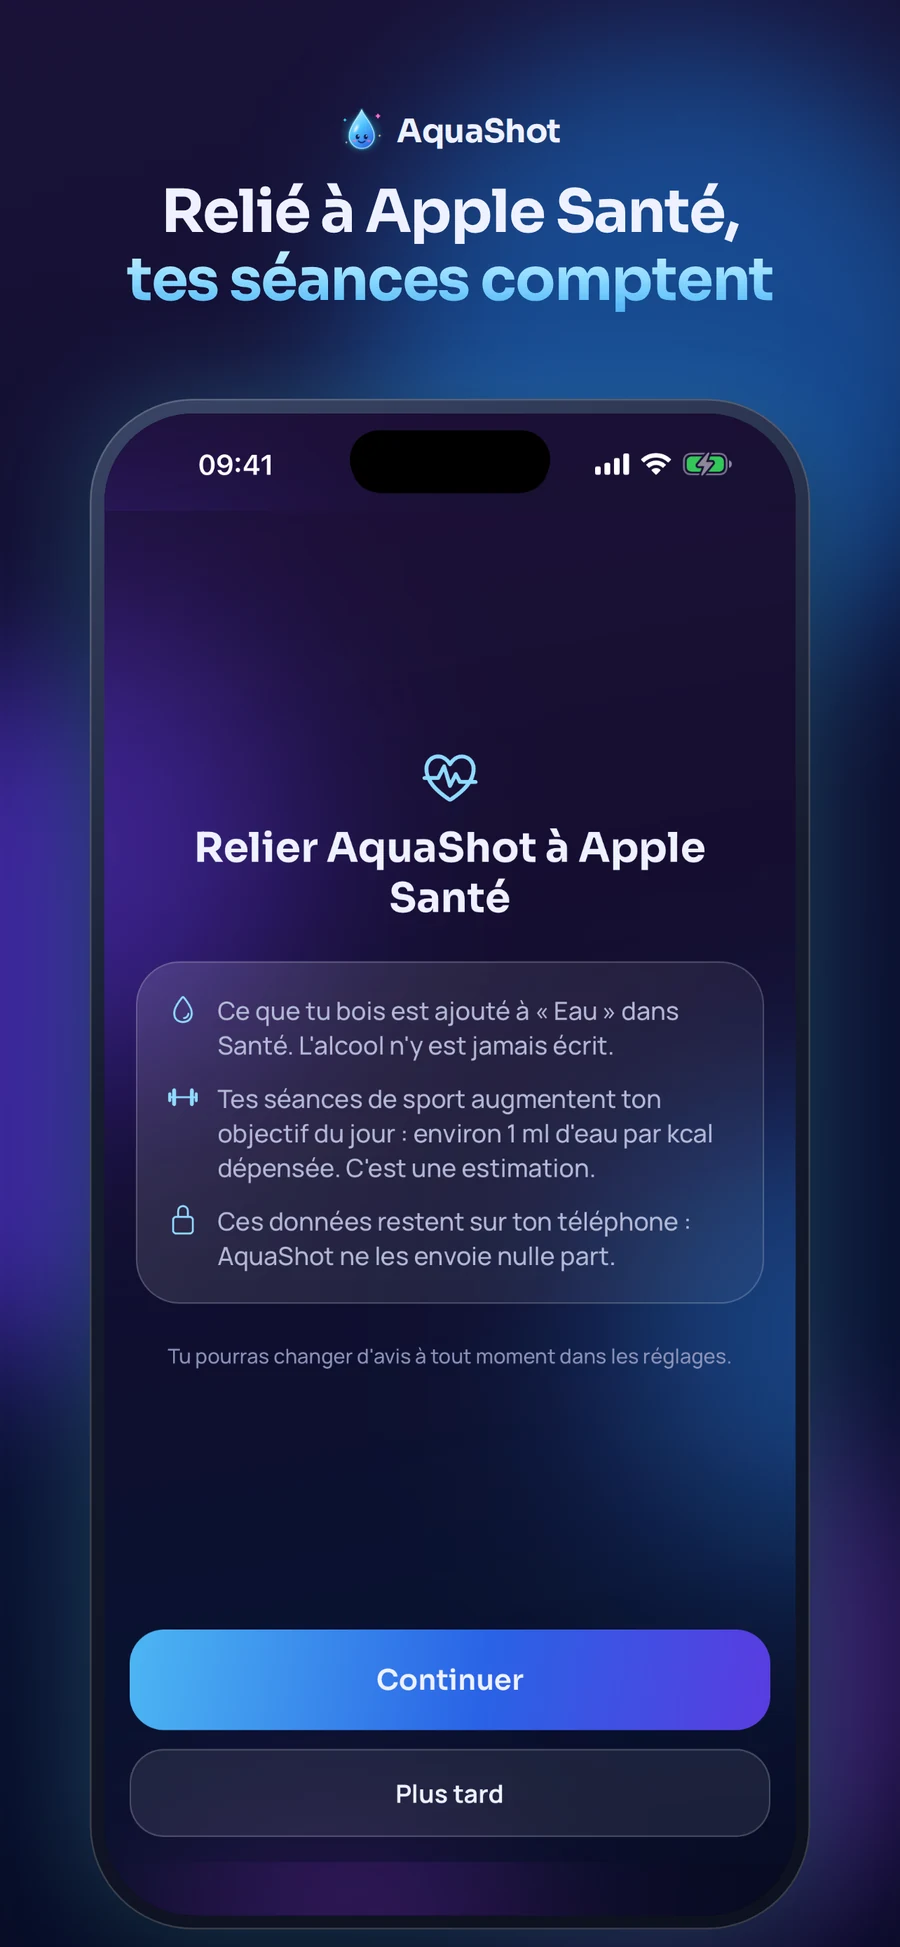 AquaShot
Relié à Apple Santé,
tes séances comptent
09:41
Relier AquaShot à Apple
Santé
Ce que tu bois est ajouté à « Eau » dans
Santé. L'alcool n'y est jamais écrit.
Tes séances de sport augmentent ton
objectif du jour : environ 1 ml d'eau par kcal
dépensée. C'est une estimation.
Ces données restent sur ton téléphone :
AquaShot ne les envoie nulle part.
Tu pourras changer d'avis à tout moment dans les réglages.
Continuer
Plus tard